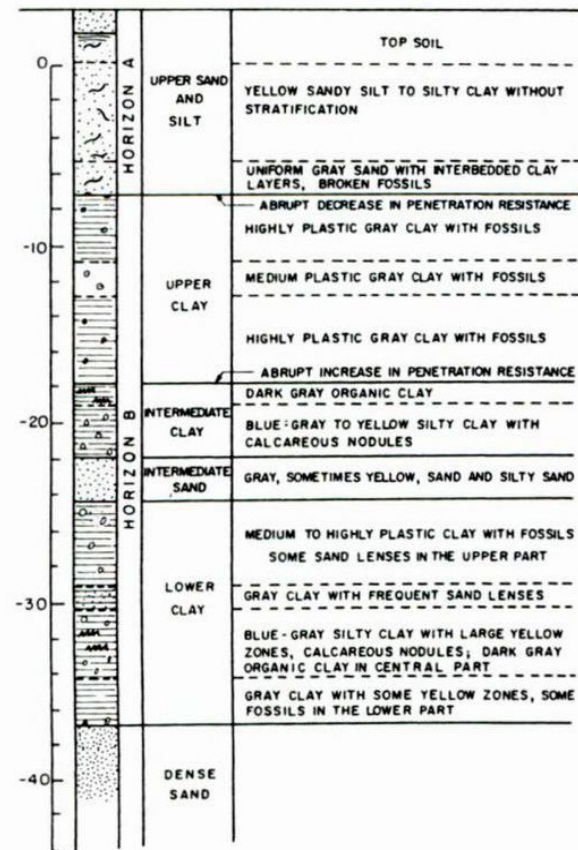 TOP SOIL
0
HORIZON A
UPPER SAND
AND
SILT
YELLOW SANDY SILT TO SILTY CLAY WITHOUT
STRATIFICATION
UNIFORM GRAY SAND WITH INTERBEDDED CLAY
LAYERS, BROKEN FOSSILS
ABRUPT DECREASE IN PENETRATION RESISTANCE
HIGHLY PLASTIC GRAY CLAY WITH FOSSILS
-10
UPPER
CLAY
MEDIUM PLASTIC GRAY CLAY WITH FOSSILS
HIGHLY PLASTIC GRAY CLAY WITH FOSSILS
ABRUPT INCREASE IN PENETRATION RESISTANCE
HORIZON B
DARK GRAY ORGANIC CLAY
-20
INTERMEDIATE
CLAY
BLUE-GRAY TO YELLOW SILTY CLAY WITH
CALCAREOUS NODULES
INTERMEDIATE
SAND
GRAY, SOMETIMES YELLOW, SAND AND SILTY SAND
MEDIUM TO HIGHLY PLASTIC CLAY WITH FOSSILS
SOME SAND LENSES IN THE UPPER PART
LOWER
CLAY
GRAY CLAY WITH FREQUENT SAND LENSES
-30
BLUE-GRAY SILTY CLAY WITH LARGE YELLOW
ZONES, CALCAREOUS NODULES; DARK GRAY
ORGANIC CLAY IN CENTRAL PART
GRAY CLAY WITH SOME YELLOW ZONES, SOME
FOSSILS IN THE LOWER PART
-40
DENSE
SAND